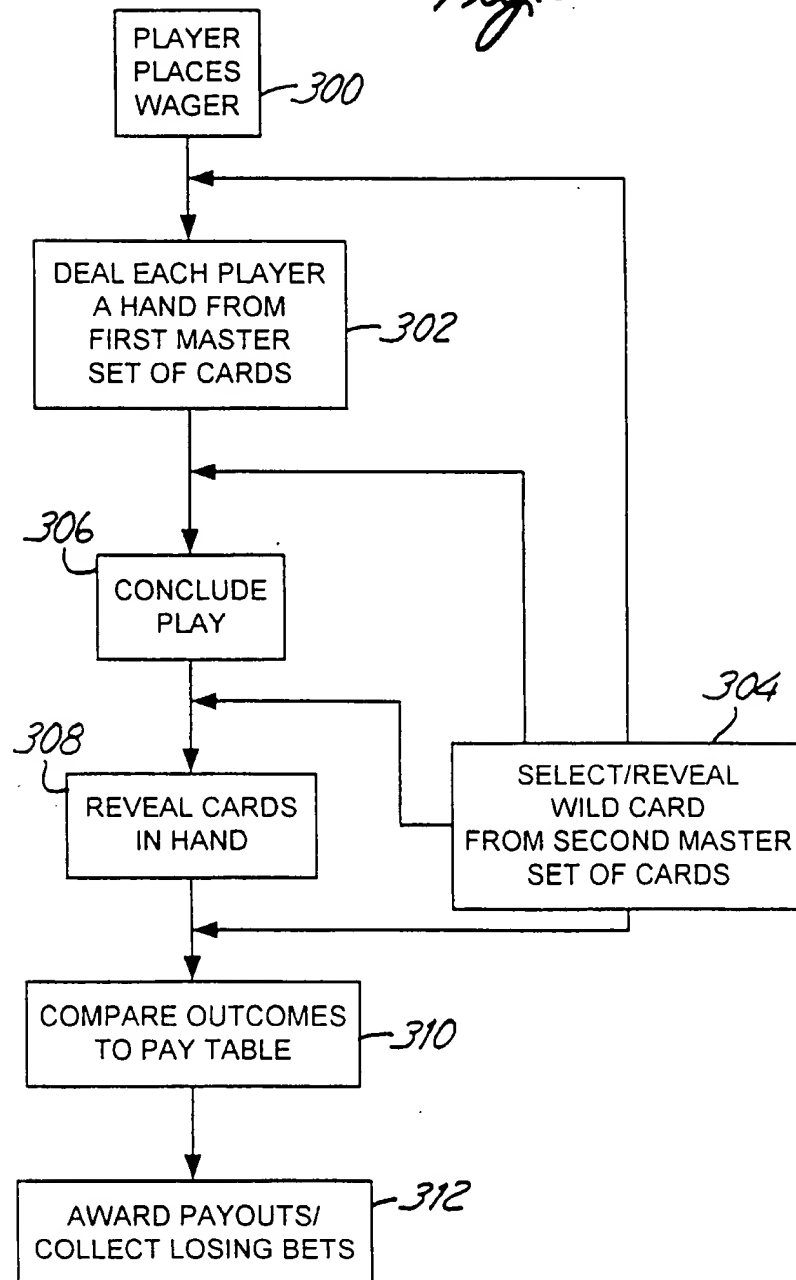 PLAYER
PLACES
WAGER
300
DEAL EACH PLAYER
A HAND FROM
FIRST MASTER
SET OF CARDS
302
306
CONCLUDE
PLAY
304
SELECT/REVEAL
WILD CARD
FROM SECOND MASTER
SET OF CARDS
308
REVEAL CARDS
IN HAND
COMPARE OUTCOMES
TO PAY TABLE
310
AWARD PAYOUTS/
COLLECT LOSING BETS
312